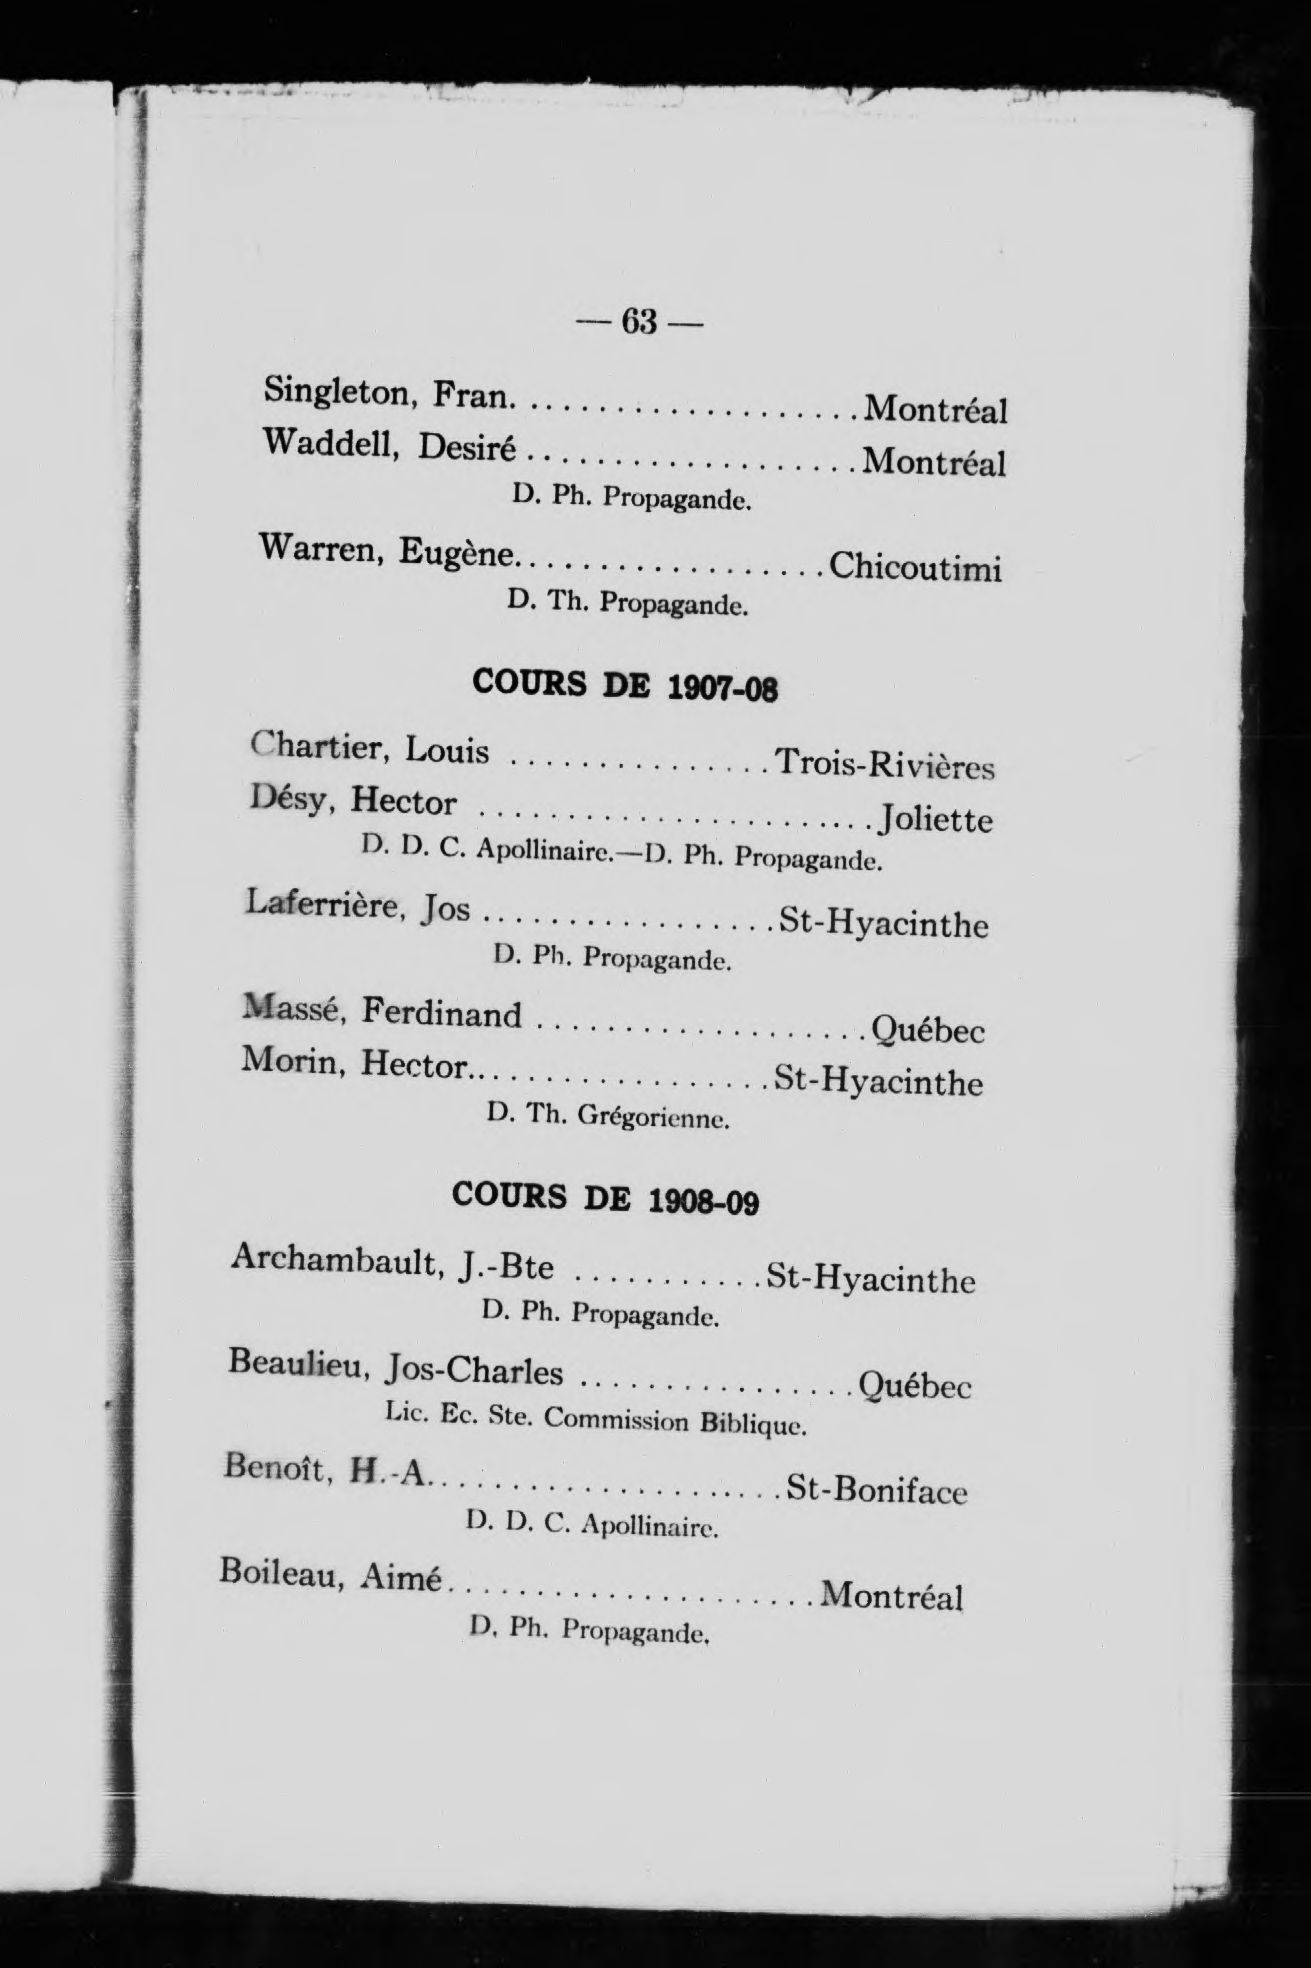 — 63 —
Singleton, Fran. .................... Montréal
Waddell, Desiré .................... Montréal
D. Ph. Propagande.
Warren, Eugène................... Chicoutimi
D. Th. Propagande.
COURS DE 1907-08
Chartier, Louis ............... Trois-Rivières
Désy, Hector ........................ Joliette
D. D. C. Apollinaire.—D. Ph. Propagande.
Laferrière, Jos ................. St-Hyacinthe
D. Ph. Propagande.
Massé, Ferdinand ................... Québec
Morin, Hector................... St-Hyacinthe
D. Th. Grégorienne.
COURS DE 1908-09
Archambault, J.-Bte ........... St-Hyacinthe
D. Ph. Propagande.
Beaulieu, Jos-Charles ................ Québec
Lic. Ec. Ste. Commission Biblique.
Benoît, H.-A..................... St-Boniface
D. D. C. Apollinaire.
Boileau, Aimé...................... Montréal
D. Ph. Propagande.